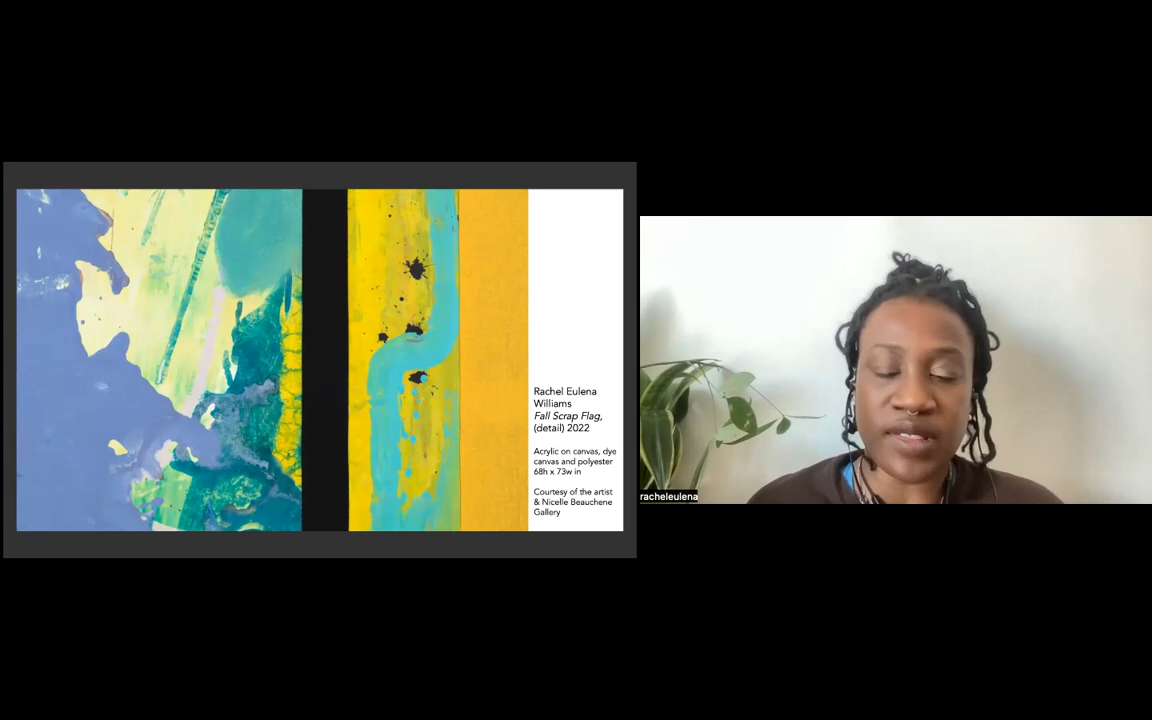 Rachel Eulena
Williams
Fall Scrap Flag,
(detail) 2022
Acrylic on canvas, dye
canvas and polyester
68h x 73w in
Courtesy of the artist
& Nicelle Beauchene
Gallery
racheleulena